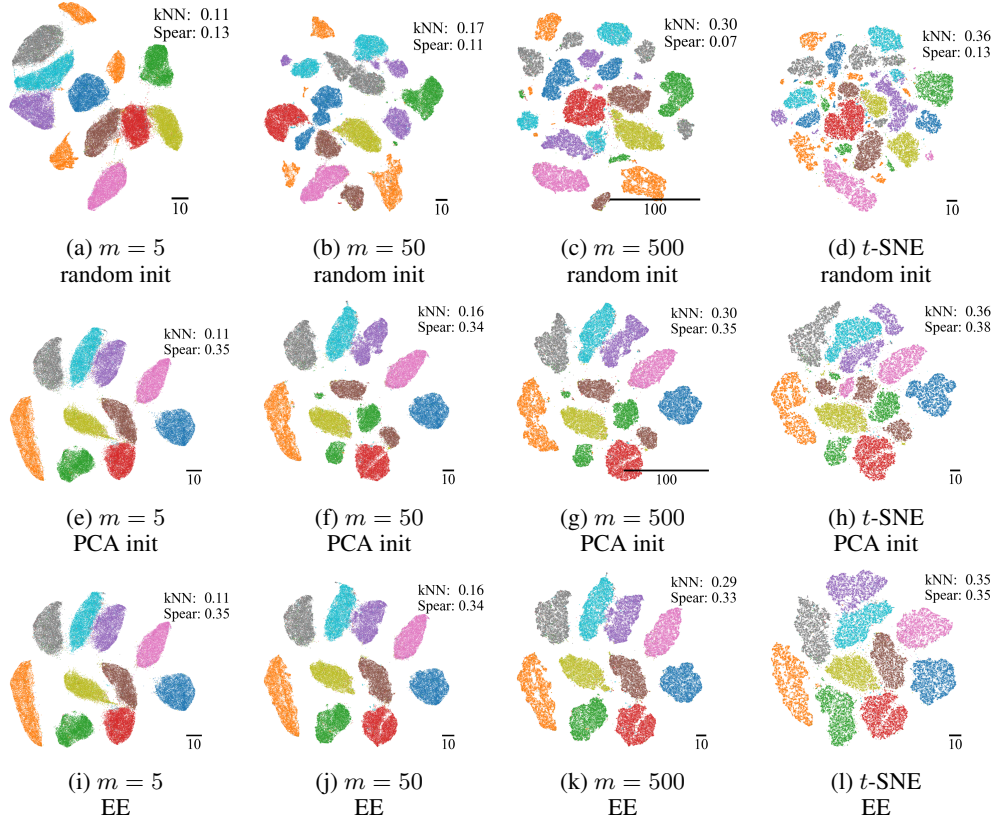 kNN: 0.11
Spear: 0.13
10
(a) m = 5
random init
kNN: 0.17
Spear: 0.11
10
(b) m = 50
random init
kNN: 0.30
Spear: 0.07
100
(c) m = 500
random init
kNN: 0.36
Spear: 0.13
10
(d) t-SNE
random init
kNN: 0.11
Spear: 0.35
10
(e) m = 5
PCA init
kNN: 0.16
Spear: 0.34
10
(f) m = 50
PCA init
kNN: 0.30
Spear: 0.35
100
(g) m = 500
PCA init
kNN: 0.36
Spear: 0.38
10
(h) t-SNE
PCA init
kNN: 0.11
Spear: 0.35
10
(i) m = 5
EE
kNN: 0.16
Spear: 0.34
10
(j) m = 50
EE
kNN: 0.29
Spear: 0.33
10
(k) m = 500
EE
kNN: 0.35
Spear: 0.35
10
(l) t-SNE
EE